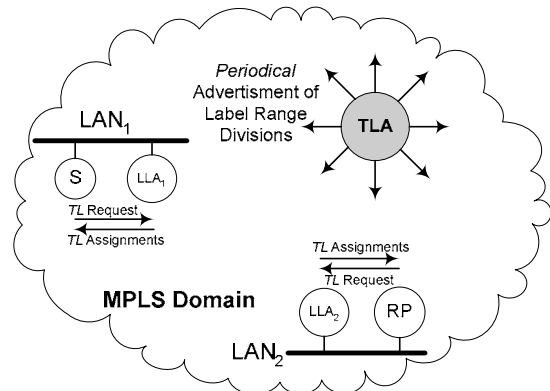 Periodical
Advertisment of
Label Range
Divisions
TLA
LAN1
S
LLA1
TL Request
TL Assignments
TL Assignments
TL Request
MPLS Domain
LLA2
RP
LAN2